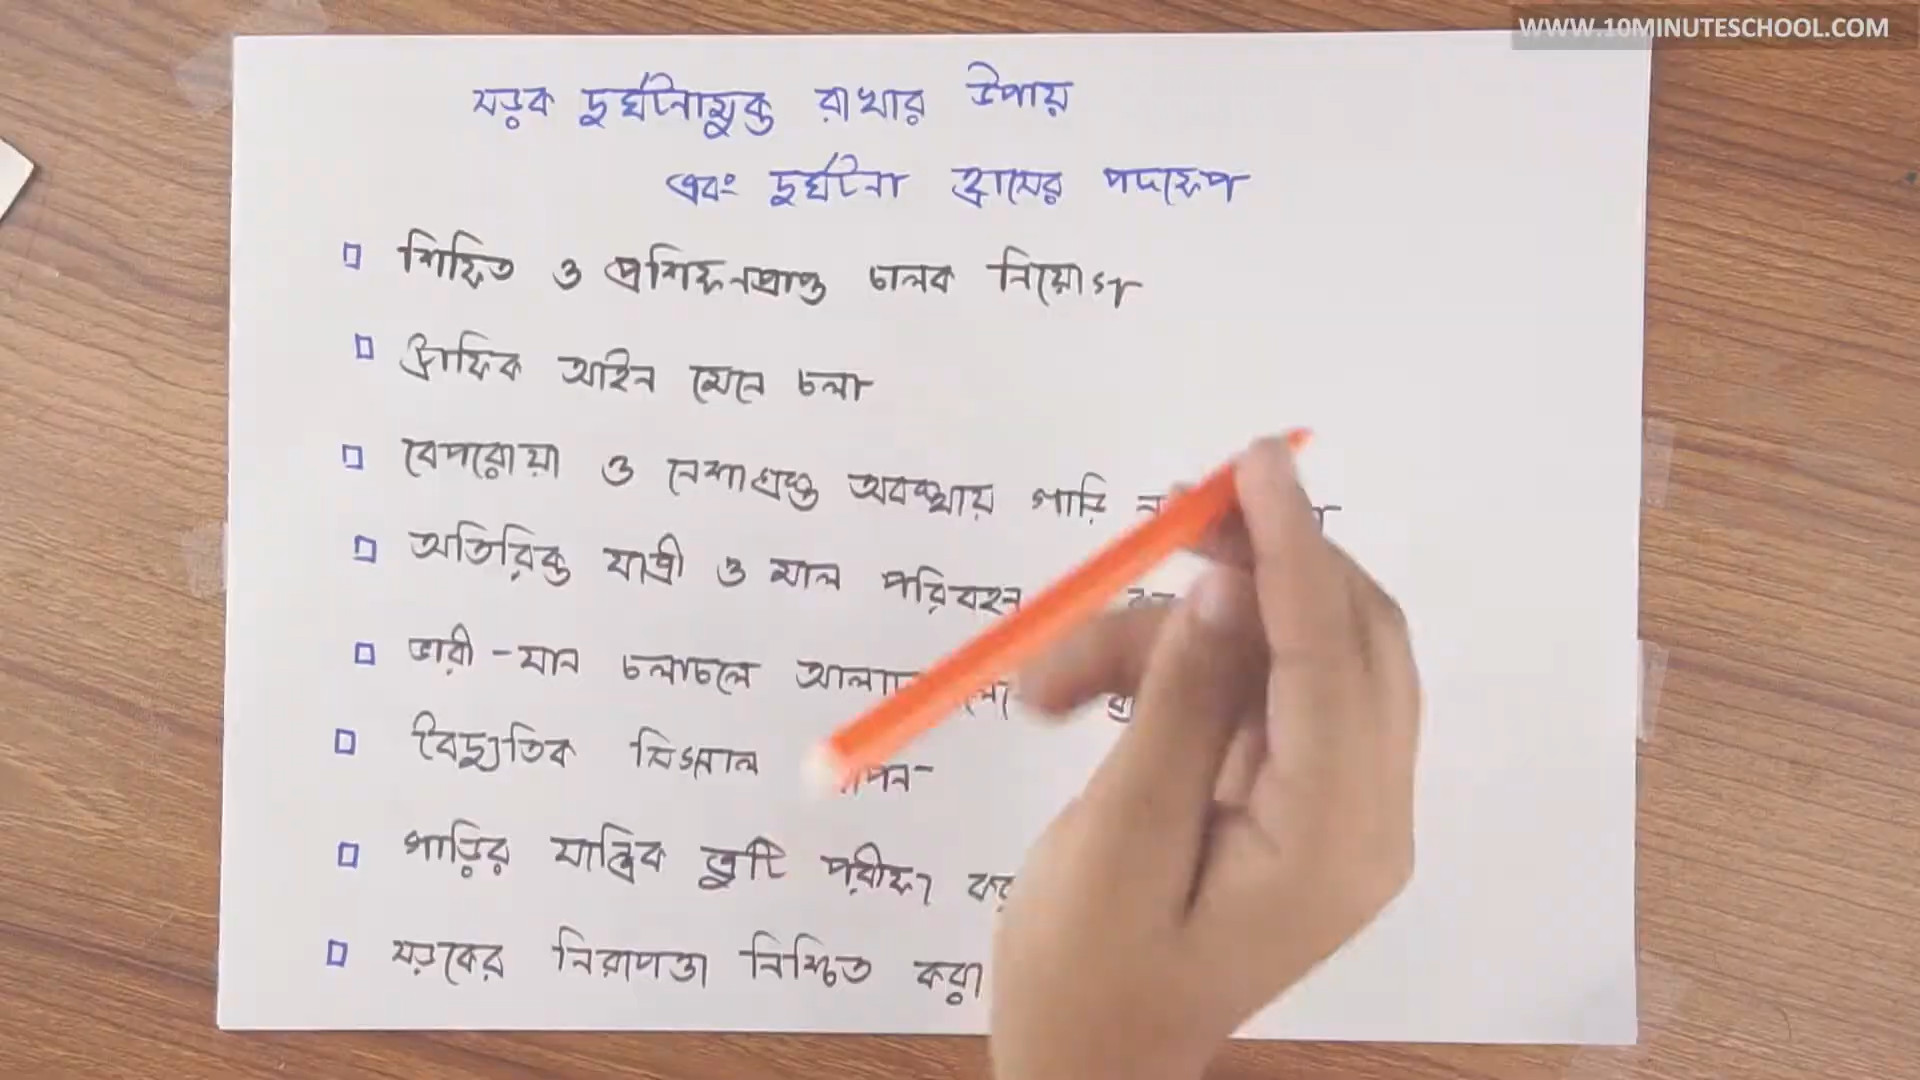 WWW.10MINUTESCHOOL.COM
সড়ক দুর্ঘটনামুক্ত রাখার উপায়
এবং দুর্ঘটনা হ্রাসের পদক্ষেপ
শিক্ষিত ও প্রশিক্ষনপ্রাপ্ত চালক নিয়োগ
ট্রাফিক আইন মেনে চলা
বেপরোয়া ও নেশাগ্রস্ত অবস্থায় গাড়ি
অতিরিক্ত যাত্রী ও মাল পরিবহন
ভারী-যান চলাচলে
বৈদ্যুতিক সিগনাল
গাড়ির যান্ত্রিক ত্রুটি পরীক্ষা
সড়কের নিরাপত্তা নিশ্চিত করা